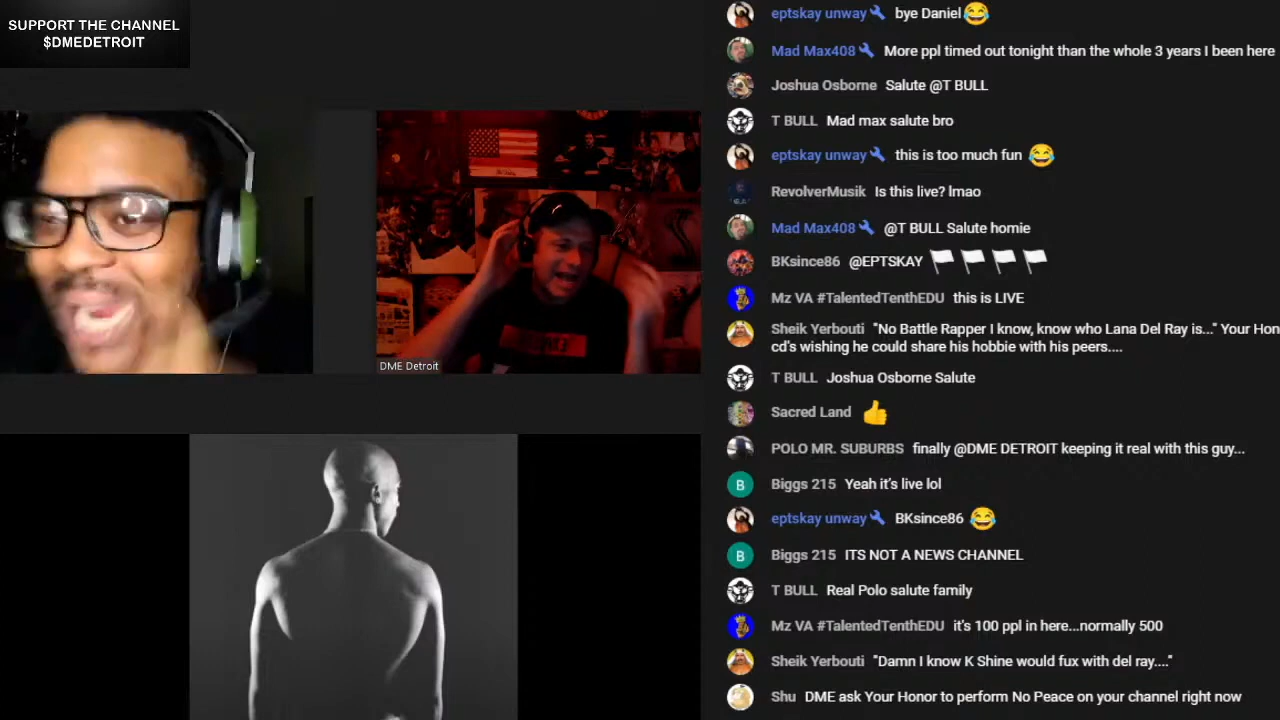 SUPPORT THE CHANNEL
$DMEDETROIT
DME Detroit
eptskay unway bye Daniel😂
Mad Max408 More ppl timed out tonight than the whole 3 years I been here
Joshua Osborne Salute @T BULL
T BULL Mad max salute bro
eptskay unway this is too much fun 😂
RevolverMusik Is this live? lmao
Mad Max408 @T BULL Salute homie
BKsince86 @EPTSKAY 🏳🏳🏳🏳
Mz VA #TalentedTenthEDU this is LIVE
Sheik Yerbouti "No Battle Rapper I know, know who Lana Del Ray is..." Your Hon
cd's wishing he could share his hobbie with his peers....
T BULL Joshua Osborne Salute
Sacred Land 👍
POLO MR. SUBURBS finally @DME DETROIT keeping it real with this guy...
B Biggs 215 Yeah it's live lol
eptskay unway BKsince86 😂
B Biggs 215 ITS NOT A NEWS CHANNEL
T BULL Real Polo salute family
Mz VA #TalentedTenthEDU it's 100 ppl in here...normally 500
Sheik Yerbouti "Damn I know K Shine would fux with del ray...."
Shu DME ask Your Honor to perform No Peace on your channel right now